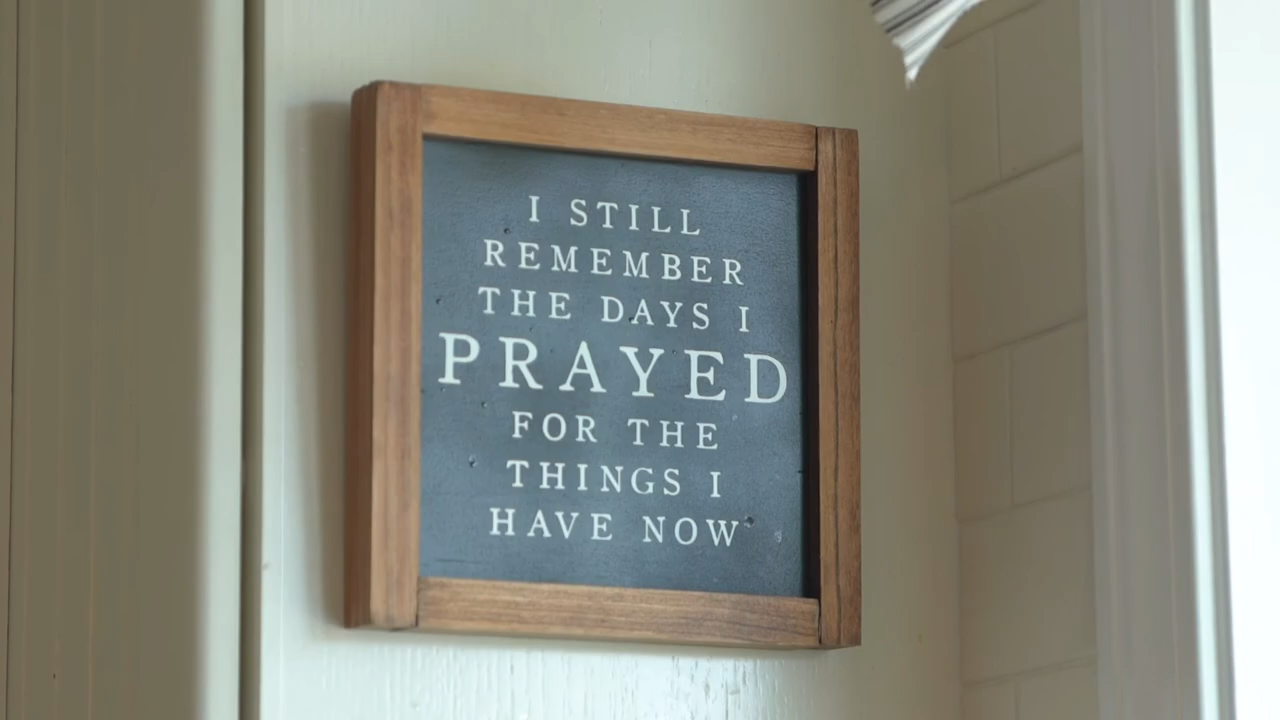 I STILL
REMEMBER
THE DAYS I
PRAYED
FOR THE
THINGS I
HAVE NOW